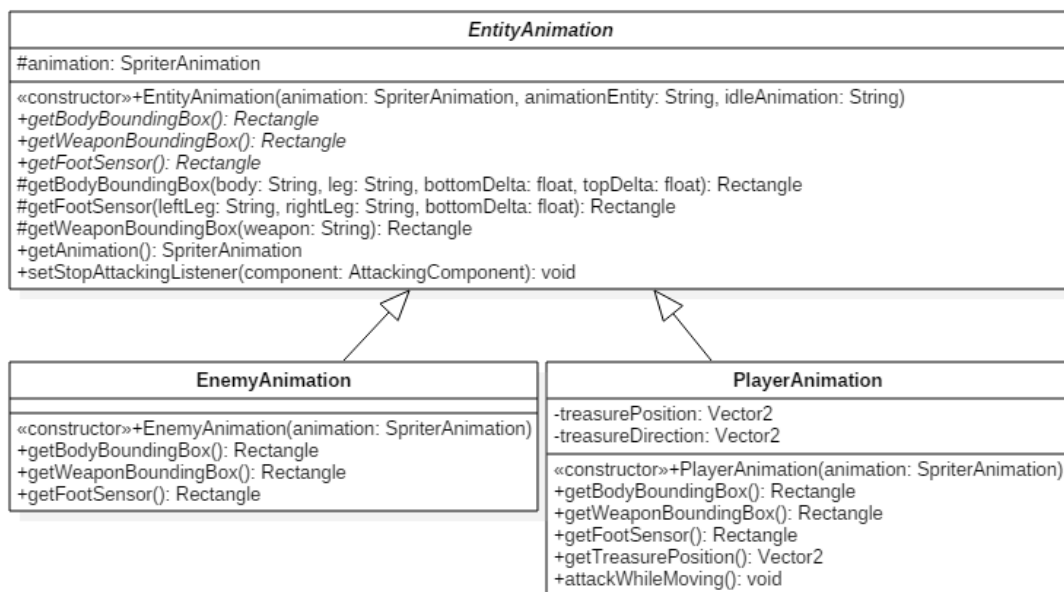 EntityAnimation
#animation: SpriterAnimation
«constructor»+EntityAnimation(animation: SpriterAnimation, animationEntity: String, idleAnimation: String)
+getBodyBoundingBox(): Rectangle
+getWeaponBoundingBox(): Rectangle
+getFootSensor(): Rectangle
#getBodyBoundingBox(body: String, leg: String, bottomDelta: float, topDelta: float): Rectangle
#getFootSensor(leftLeg: String, rightLeg: String, bottomDelta: float): Rectangle
#getWeaponBoundingBox(weapon: String): Rectangle
+getAnimation(): SpriterAnimation
+setStopAttackingListener(component: AttackingComponent): void
EnemyAnimation
«constructor»+EnemyAnimation(animation: SpriterAnimation)
+getBodyBoundingBox(): Rectangle
+getWeaponBoundingBox(): Rectangle
+getFootSensor(): Rectangle
PlayerAnimation
-treasurePosition: Vector2
-treasureDirection: Vector2
«constructor»+PlayerAnimation(animation: SpriterAnimation)
+getBodyBoundingBox(): Rectangle
+getWeaponBoundingBox(): Rectangle
+getFootSensor(): Rectangle
+getTreasurePosition(): Vector2
+attackWhileMoving(): void